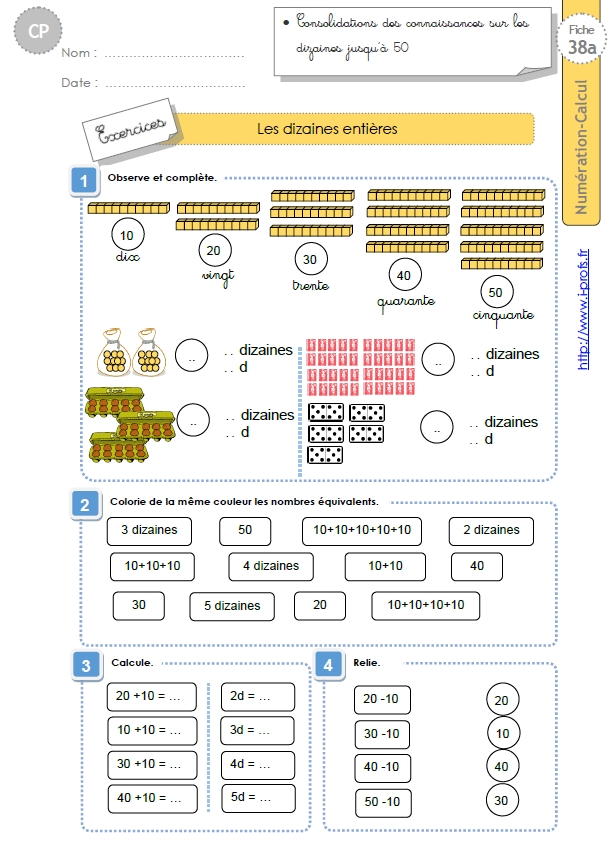 CP
• Consolidations des connaissances sur les
dizaines jusqu'à 50
Fiche
38a
Numération-Calcul
http://www.i-profs.fr
Nom : ................................
Date : ................................
Exercices
Les dizaines entières
1 Observe et complète.
10
dix
20
vingt
30
trente
40
quarante
50
cinquante
.. .. dizaines
.. d
.. .. dizaines
.. d
.. .. dizaines
.. d
.. .. dizaines
.. d
2 Colorie de la même couleur les nombres équivalents.
3 dizaines 50 10+10+10+10+10 2 dizaines
10+10+10 4 dizaines 10+10 40
30 5 dizaines 20 10+10+10+10
3 Calcule.
20 +10 = … 2d = …
10 +10 = … 3d = …
30 +10 = … 4d = …
40 +10 = … 5d = …
4 Relie.
20 -10 20
30 -10 10
40 -10 40
50 -10 30